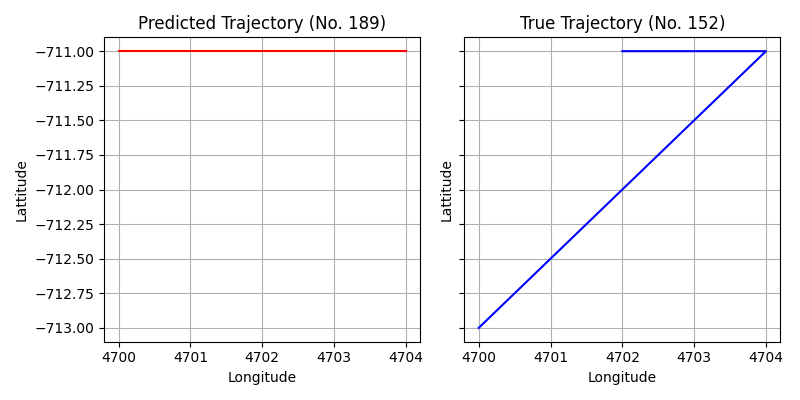 Predicted Trajectory (No. 189)
Lattitude
−711.00
−711.25
−711.50
−711.75
−712.00
−712.25
−712.50
−712.75
−713.00
4700 4701 4702 4703 4704
Longitude
True Trajectory (No. 152)
Lattitude
4700 4701 4702 4703 4704
Longitude